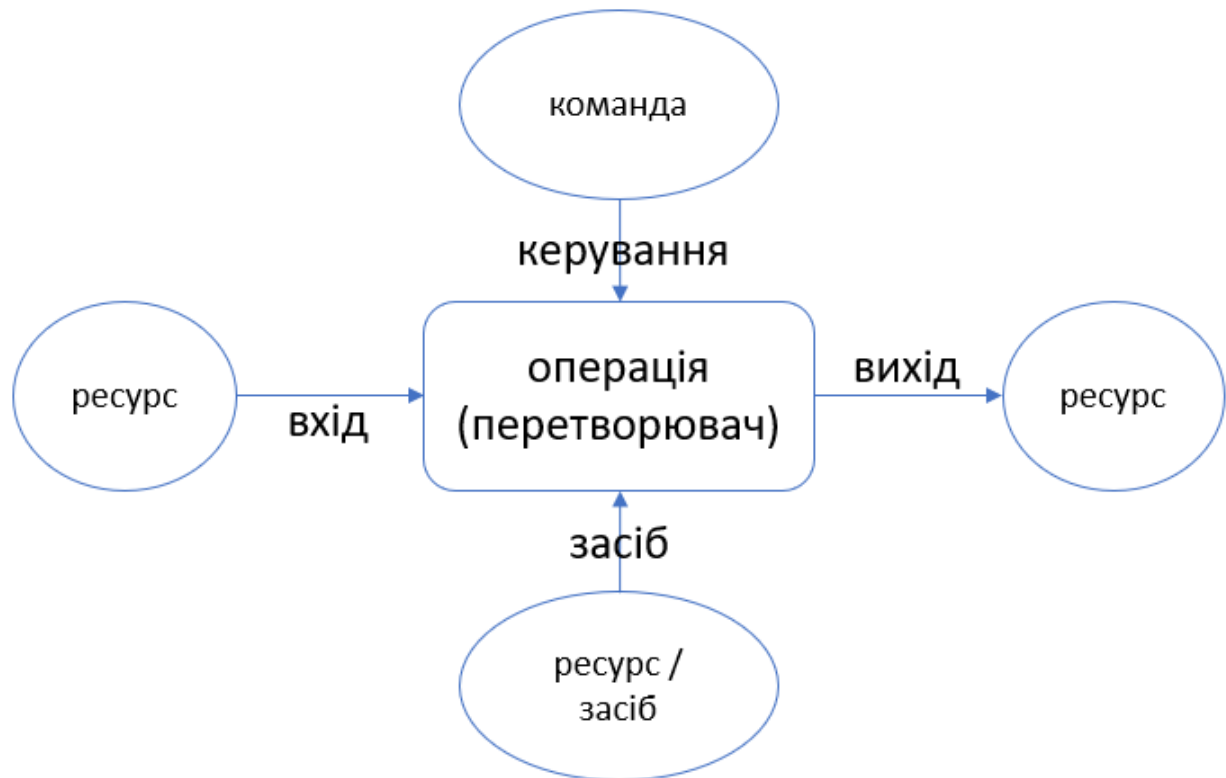 команда
керування
ресурс
вхід
операція
(перетворювач)
вихід
ресурс
засіб
ресурс /
засіб